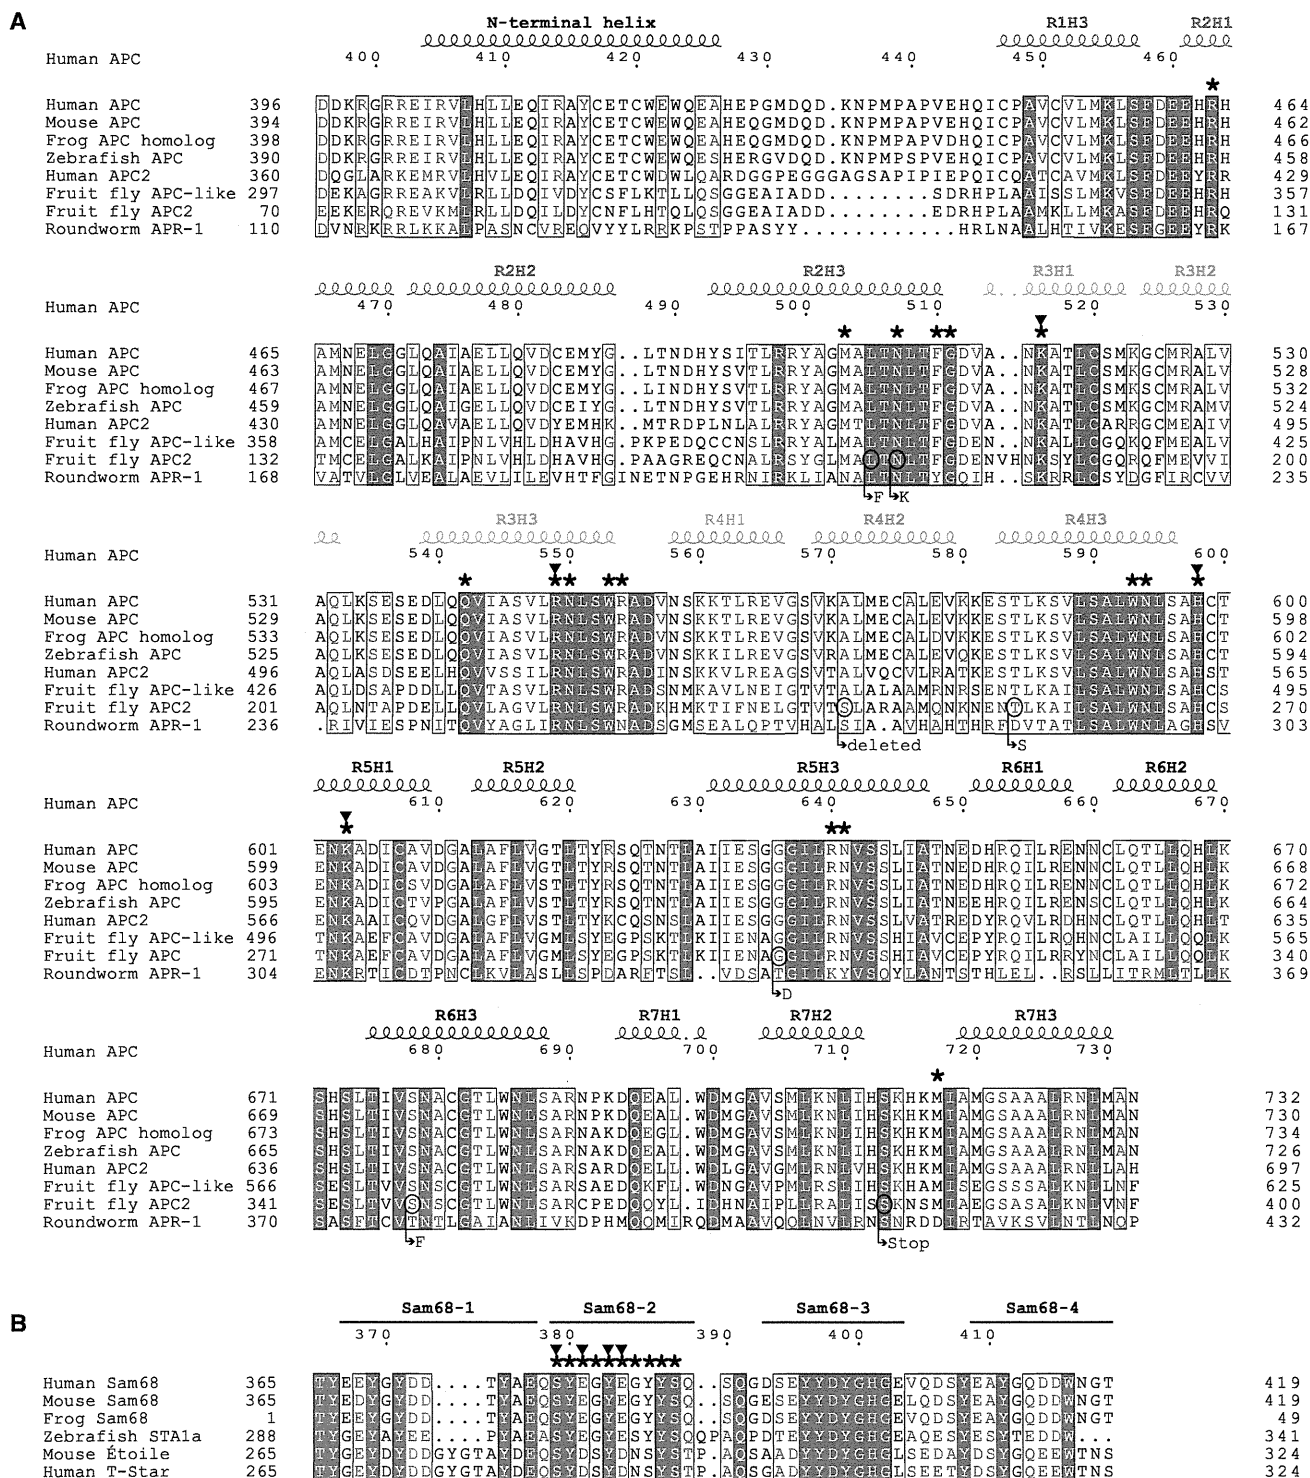 A
N-terminal helix R1H3 R2H1
Human APC 400 410 420 430 440 450 460
Human APC 396 DDKRGRREIRVLHLLEQIRAYCETCWEWQEAHEPGMDQD.KNPMPAPVEHQICPAVCVLMKLSFDEEHRH 464
Mouse APC 394 DDKRGRREIRVLHLLEQIRAYCETCWEWQEAHEQGMDQD.KNPMPAPVEHQICPAVCVLMKLSFDEEHRH 462
Frog APC homolog 398 DDKRGRREIRVLHLLEQIRAYCETCWEWQEAHEQGMDQD.KNPMPAPVDHQICPAVCVLMKLSFDEEHRH 466
Zebrafish APC 390 DDKRGRREIRVLHLLEQIRAYCETCWEWQESHERGVDQD.KNPMPSPVEHQICPAVCVLMKLSFDEEHRH 458
Human APC2 360 DQGLARKEMRVLHVLEQIRAYCETCWDWLQARDGGPEGGGAGSAPIPIEPQICQATCAVMKLSFDEEYRR 429
Fruit fly APC-like 297 DEKAGRREAKVLRLLDQIVDYCSFLKTLLQSGGEAIADD........SDRHPLAAISSLMKVSFDEEHRH 357
Fruit fly APC2 70 EEKERQREVKMLRLLDQILDYCNFLHTQLQSGGEAIADD........EDRHPLAAMKLLMKASFDEEHRQ 131
Roundworm APR-1 110 DVNRKRRLKKALPASNCVREQVYYLRRKPSTPPASYY............HRLNAALHTIVKESFGEEYRK 167
R2H2 R2H3 R3H1 R3H2
Human APC 470 480 490 500 510 520 530
Human APC 465 AMNELGGLQAIAELLQVDCEMYG..LTNDHYSITLRRYAGMALTNLTFGDVA..NKATLCSMKGCMRALV 530
Mouse APC 463 AMNELGGLQAIAELLQVDCEMYG..LTNDHYSVTLRRYAGMALTNLTFGDVA..NKATLCSMKGCMRALV 528
Frog APC homolog 467 AMNELGGLQAIAELLQVDCEMYG..LTNDHYSVTLRRYAGMALTNLTFGDVA..NKATLCSMKSCMRALV 532
Zebrafish APC 459 AMNELGGLQAIGELLQVDCEIYG..LTNDHYSVTLRRYAGMALTNLTFGDVA..NKATLCSMKGCMRAMV 524
Human APC2 430 AMNELGGLQAVAELLQVDYEMHK..MTRDPLNLALRRYAGMTLTNLTFGDVA..NKATLCARRGCMEAIV 495
Fruit fly APC-like 358 AMCELGALHAIPNLVHLDHAVHG.PKPEDQCCNSLRRYALMALTNLTFGDEN..NKALLCGQKQFMEALV 425
Fruit fly APC2 132 TMCELGALKAIPNLVHLDHAVHG.PAAGREQCNALRSYGLMALTNLTFGDENVHNKSYLCGQRQFMEVVI 200
Roundworm APR-1 168 VATVLGLVEALAEVLILEVHTFGINETNPGEHRNIRKLIANALTNLTYGQIH..SKRRLCSYDGFIRCVV 235
F K
R3H3 R4H1 R4H2 R4H3
Human APC 540 550 560 570 580 590 600
Human APC 531 AQLKSESEDLQQVIASVLRNLSWRADVNSKKTLREVGSVKALMECALEVKKESTLKSVLSALWNLSAHCT 600
Mouse APC 529 AQLKSESEDLQQVIASVLRNLSWRADVNSKKTLREVGSVKALMECALEVKKESTLKSVLSALWNLSAHCT 598
Frog APC homolog 533 AQLKSESEDLQQVIASVLRNLSWRADVNSKKTLREVGSVKALMECALDVKKESTLKSVLSALWNLSAHCT 602
Zebrafish APC 525 AQLKSESEDLQQVIASVLRNLSWRADVNSKKILREVGSVRALMECALEVQKESTLKSVLSALWNLSAHCT 594
Human APC2 496 AQLASDSEELHQVVSSILRNLSWRADINSKKVLREAGSVTALVQCVLRATKESTLKSVLSALWNLSAHST 565
Fruit fly APC-like 426 AQLDSAPDDLLQVTASVLRNLSWRADSNMKAVLNEIGTVTALALAAMRNRSENTLKAILSALWNLSAHCS 495
Fruit fly APC2 201 AQLNTAPDELLQVLAGVLRNLSWRADKHMKTIFNELGTVTSLARAAMQNKNENTLKAILSALWNLSAHCS 270
Roundworm APR-1 236 .RIVIESPNITQVYAGLIRNLSWNADSGMSEALQPTVHALSIA.AVHAHTHRFDVTATLSALWNLAGHSV 303
deleted S
R5H1 R5H2 R5H3 R6H1 R6H2
Human APC 610 620 630 640 650 660 670
Human APC 601 ENKADICAVDGALAFLVGTLTYRSQTNTLAIIESGGGILRNVSSLIATNEDHRQILRENNCLQTLLQHLK 670
Mouse APC 599 ENKADICAVDGALAFLVGTLTYRSQTNTLAIIESGGGILRNVSSLIATNEDHRQILRENNCLQTLLQHLK 668
Frog APC homolog 603 ENKADICSVDGALAFLVSTLTYRSQTNTLAIIESGGGILRNVSSLIATNEDHRQILRENNCLQTLLQHLK 672
Zebrafish APC 595 ENKADICTVPGALAFLVSTLTYRSQTNTLAIIESGGGILRNVSSLIATNEDHRQILRENSCLQTLLQHLK 664
Human APC2 566 ENKAAICQVDGALGFLVSTLTYKCQSNSLAIIESGGGILRNVSSLVATREDYRQVLRDHNCLQTLLQHLT 635
Fruit fly APC-like 496 TNKAEFCAVDGALAFLVGMLSYEGPSKTLKIIENAGGILRNVSSHIAVCEPYRQILRQHNCLAILLQQLK 565
Fruit fly APC2 271 TNKAEFCAVDGALAFLVGMLSYEGPSKTLKIIENAGGILRNVSSHIAVCEPYRQILRQHNCLAILLQQLK 340
Roundworm APR-1 304 ENKRTICDTPNCLKVLASLLSPDARFTSL..VDSATGILKYVSQYLANTSTHLEL..RSLLITRMLTLLK 369
D
R6H3 R7H1 R7H2 R7H3
Human APC 680 690 700 710 720 730
Human APC 671 SHSLTIVSNACGTLWNLSARNPKDQEAL.WDMGAVSMLKNLIHSKHKMIAMGSAAALRNLMAN 732
Mouse APC 669 SHSLTIVSNACGTLWNLSARNPKDQEAL.WDMGAVSMLKNLIHSKHKMIAMGSAAALRNLMAN 730
Frog APC homolog 673 SHSLTIVSNACGTLWNLSARNAKDQEGL.WDMGAVSMLKNLIHSKHKMIAMGSAAALRNLMAN 734
Zebrafish APC 665 SHSLTIVSNACGTLWNLSARNAKDQEAL.WDMGAVSMLKNLIHSKHKMIAMGSAAALRNLMAN 726
Human APC2 636 SHSLTIVSNACGTLWNLSARSARDQELL.WDLGAVGMLRNLVHSKHKMIAMGSAAALRNLLAH 697
Fruit fly APC-like 566 SESLTVVSNSCGTLWNLSARSAEDQKFL.WDNGAVPMLRSLIHSKHAMISEGSASALKNLLNF 625
Fruit fly APC2 341 SESLTVVSNSCGTLWNLSARCPEDQQYL.IDHNAIPLLRALISSKNSMLAEGSASALKNLVNF 400
Roundworm APR-1 370 SASFTCVTNTLGAIANLIVKDPHMQQMIRQDMAAVQQLNVLRNSNRDDIRTAVKSVLNTLNQP 432
F Stop
B
Sam68-1 Sam68-2 Sam68-3 Sam68-4
370 380 390 400 410
Human Sam68 365 TYEEYGYDD....TYAEQSYEGYEGYYSQ..SQGDSEYYDYGHGEVQDSYEAYGQDDWNGT 419
Mouse Sam68 365 TYEEYGYDD....TYAEQSYEGYEGYYSQ..SQGESEYYDYGHGELQDSYEAYGQDDWNGT 419
Frog Sam68 1 TYEEYGYDD....TYAEQSYEGYEGYYSQ..SQGDSEYYDYGHGEVQDSYEAYGQDDWNGT 49
Zebrafish STA1a 288 TYGEYAYEE....PYAEQSYEGYESYYSQQPAQPDTEYYDYGHGEAQESYESYTEDDW... 341
Mouse Étoile 265 TYGEYDYDDGYGTAYDEQSYDSYDNSYSTP.AQSAADYYDYGHGLSEDAYDSYGQEEWTNS 324
Human T-Star 265 TYGEYDYDDGYGTAYDEQSYDSYDNSYSTP.AQSGADYYDYGHGLSEETYDSYGQEEWTNS 324